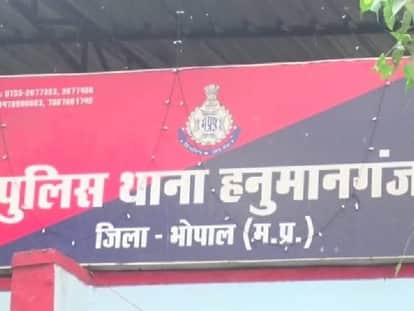 पुलिस थाना हनुमानगंज
जिला - भोपाल (म.प्र.)